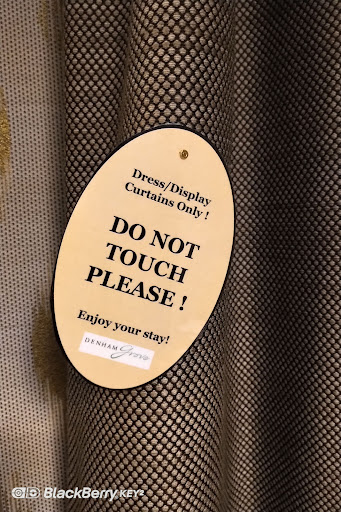 Dress/Display
Curtains Only !
DO NOT
TOUCH
PLEASE !
Enjoy your stay!
DENHAM grove
BlackBerry KEY²